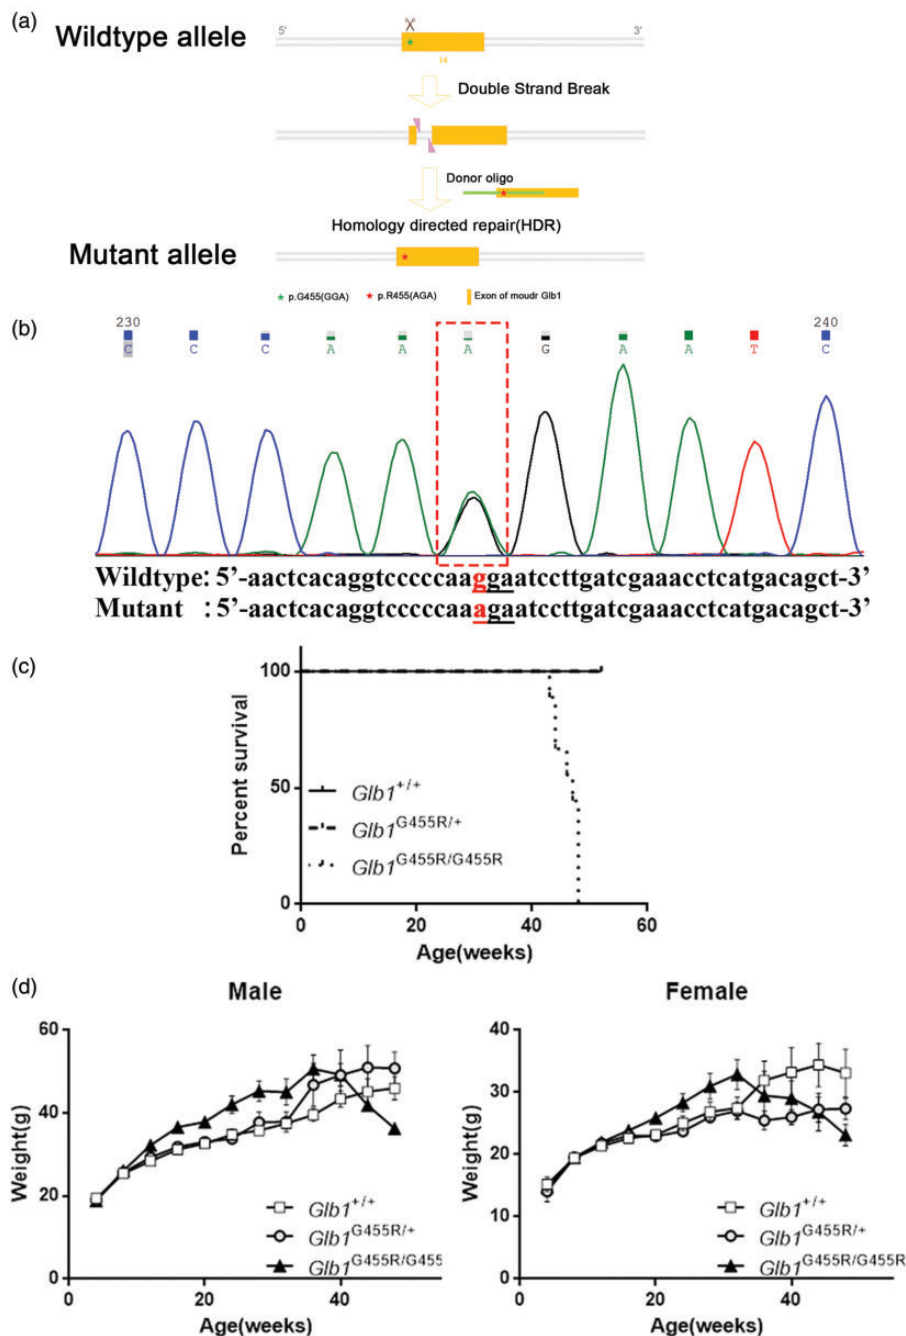 (a)
Wildtype allele
5' 3'
14
Double Strand Break
Donor oligo
Homology directed repair(HDR)
Mutant allele
p.G455(GGA) p.R455(AGA) Exon of moudr Glb1
(b)
230 240
C C C A A A G A A T C
Wildtype: 5’-aactcacaggtcccccaaggaatccttgatcgaaacctcatgacagct-3’
Mutant : 5’-aactcacaggtcccccaaagaatccttgatcgaaacctcatgacagct-3’
(c)
Percent survival
100
50
0
Glb1+/+
Glb1G455R/+
Glb1G455R/G455R
0 20 40 60
Age(weeks)
(d)
Male
Weight(g)
60
40
20
0
Glb1+/+
Glb1G455R/+
Glb1G455R/G455
0 20 40
Age(weeks)
Female
Weight(g)
40
30
20
10
0
Glb1+/+
Glb1G455R/+
Glb1G455R/G455R
0 20 40
Age(weeks)